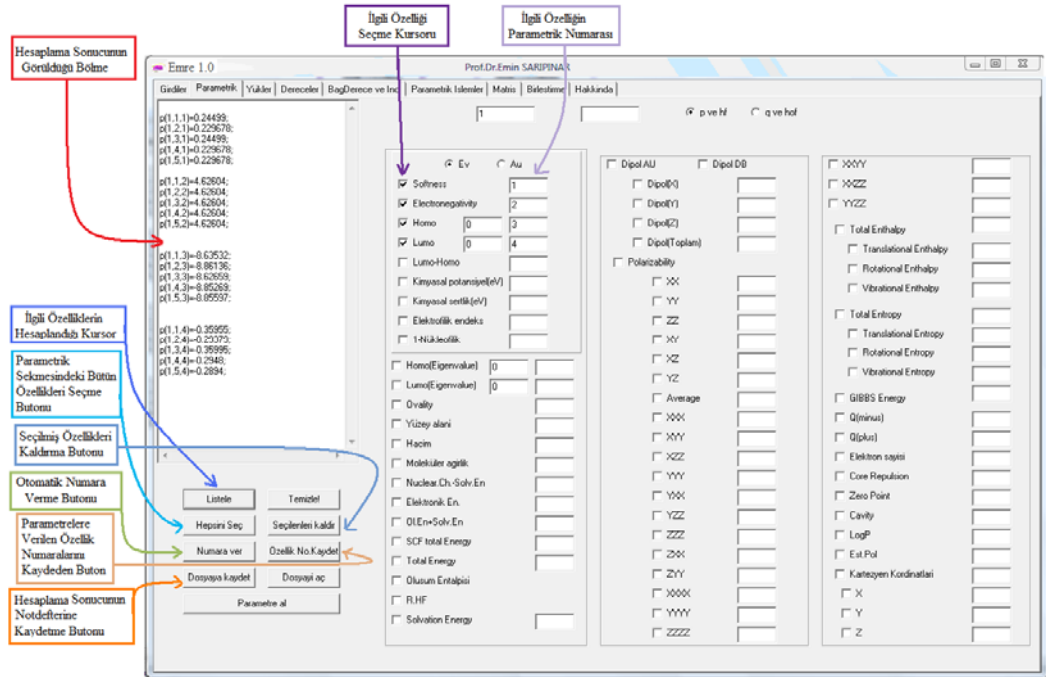 İlgili Özelliği
Seçme Kursoru
İlgili Özelliğin
Parametrik Numarası
Hesaplama Sonucunun
Görüldüğü Bölme
Emre 1.0
Prof.Dr.Emin SARIPINAR
Girdiler
Parametrik
Yükler
Dereceler
BagDerece ve Ind
Parametrik Islemler
Matris
Birlestirme
Hakkinda
1
p ve hf
q ve hof
p(1,1,1)=0.24499;
p(1,2,1)=0.229678;
p(1,3,1)=0.24499;
p(1,4,1)=0.229678;
p(1,5,1)=0.229678;
p(1,1,2)=4.62604;
p(1,2,2)=4.62604;
p(1,3,2)=4.62604;
p(1,4,2)=4.62604;
p(1,5,2)=4.62604;
p(1,1,3)=-8.63532;
p(1,2,3)=-8.86136;
p(1,3,3)=-8.62659;
p(1,4,3)=-8.85269;
p(1,5,3)=-8.85597;
p(1,1,4)=-0.35955;
p(1,3,4)=-0.35995;
p(1,4,4)=-0.2948;
p(1,5,4)=-0.2894;
Ev
Au
Softness
1
Electronegativity
2
Homo
0
3
Lumo
0
4
Lumo-Homo
Kimyasal potansiyel(eV)
Kimyasal sertlik(eV)
Elektrofilik endeks
1-Nükleofilik
Homo(Eigenvalue)
0
Lumo(Eigenvalue)
0
Ovality
Yüzey alani
Hacim
Moleküler agirlik
Nuclear.Ch.-Solv.En
Elektronik En.
Ol.En+Solv.En
SCF total Energy
Total Energy
Olusum Entalpisi
R.HF
Solvation Energy
Dipol AU
Dipol DB
Dipol(X)
Dipol(Y)
Dipol(Z)
Dipol(Toplam)
Polarizability
XX
YY
ZZ
XY
XZ
YZ
Average
XXX
XYY
XZZ
YYY
YXX
YZZ
ZZZ
ZXX
ZYY
XXXX
YYYY
ZZZZ
XXYY
XXZZ
YYZZ
Total Enthalpy
Translational Enthalpy
Rotational Enthalpy
Vibrational Enthalpy
Total Entropy
Translational Entropy
Rotational Entropy
Vibrational Entropy
GIBBS Energy
Q(minus)
Q(plus)
Elektron sayisi
Core Repulsion
Zero Point
Cavity
LogP
Est.Pol
Kartezyen Kordinatlari
X
Y
Z
İlgili Özelliklerin
Hesaplandığı Kursor
Parametrik
Sekmesindeki Bütün
Özellikleri Seçme
Butonu
Seçilmiş Özellikleri
Kaldırma Butonu
Otomatik Numara
Verme Butonu
Parametrelere
Verilen Özellik
Numaralarını
Kaydeden Buton
Hesaplama Sonucunun
Notdefterine
Kaydetme Butonu
Listele
Temizle!
Hepsini Seç
Seçilenleri kaldır
Numara ver
Özellik No.Kaydet
Dosyaya kaydet
Dosyayi aç
Parametre al